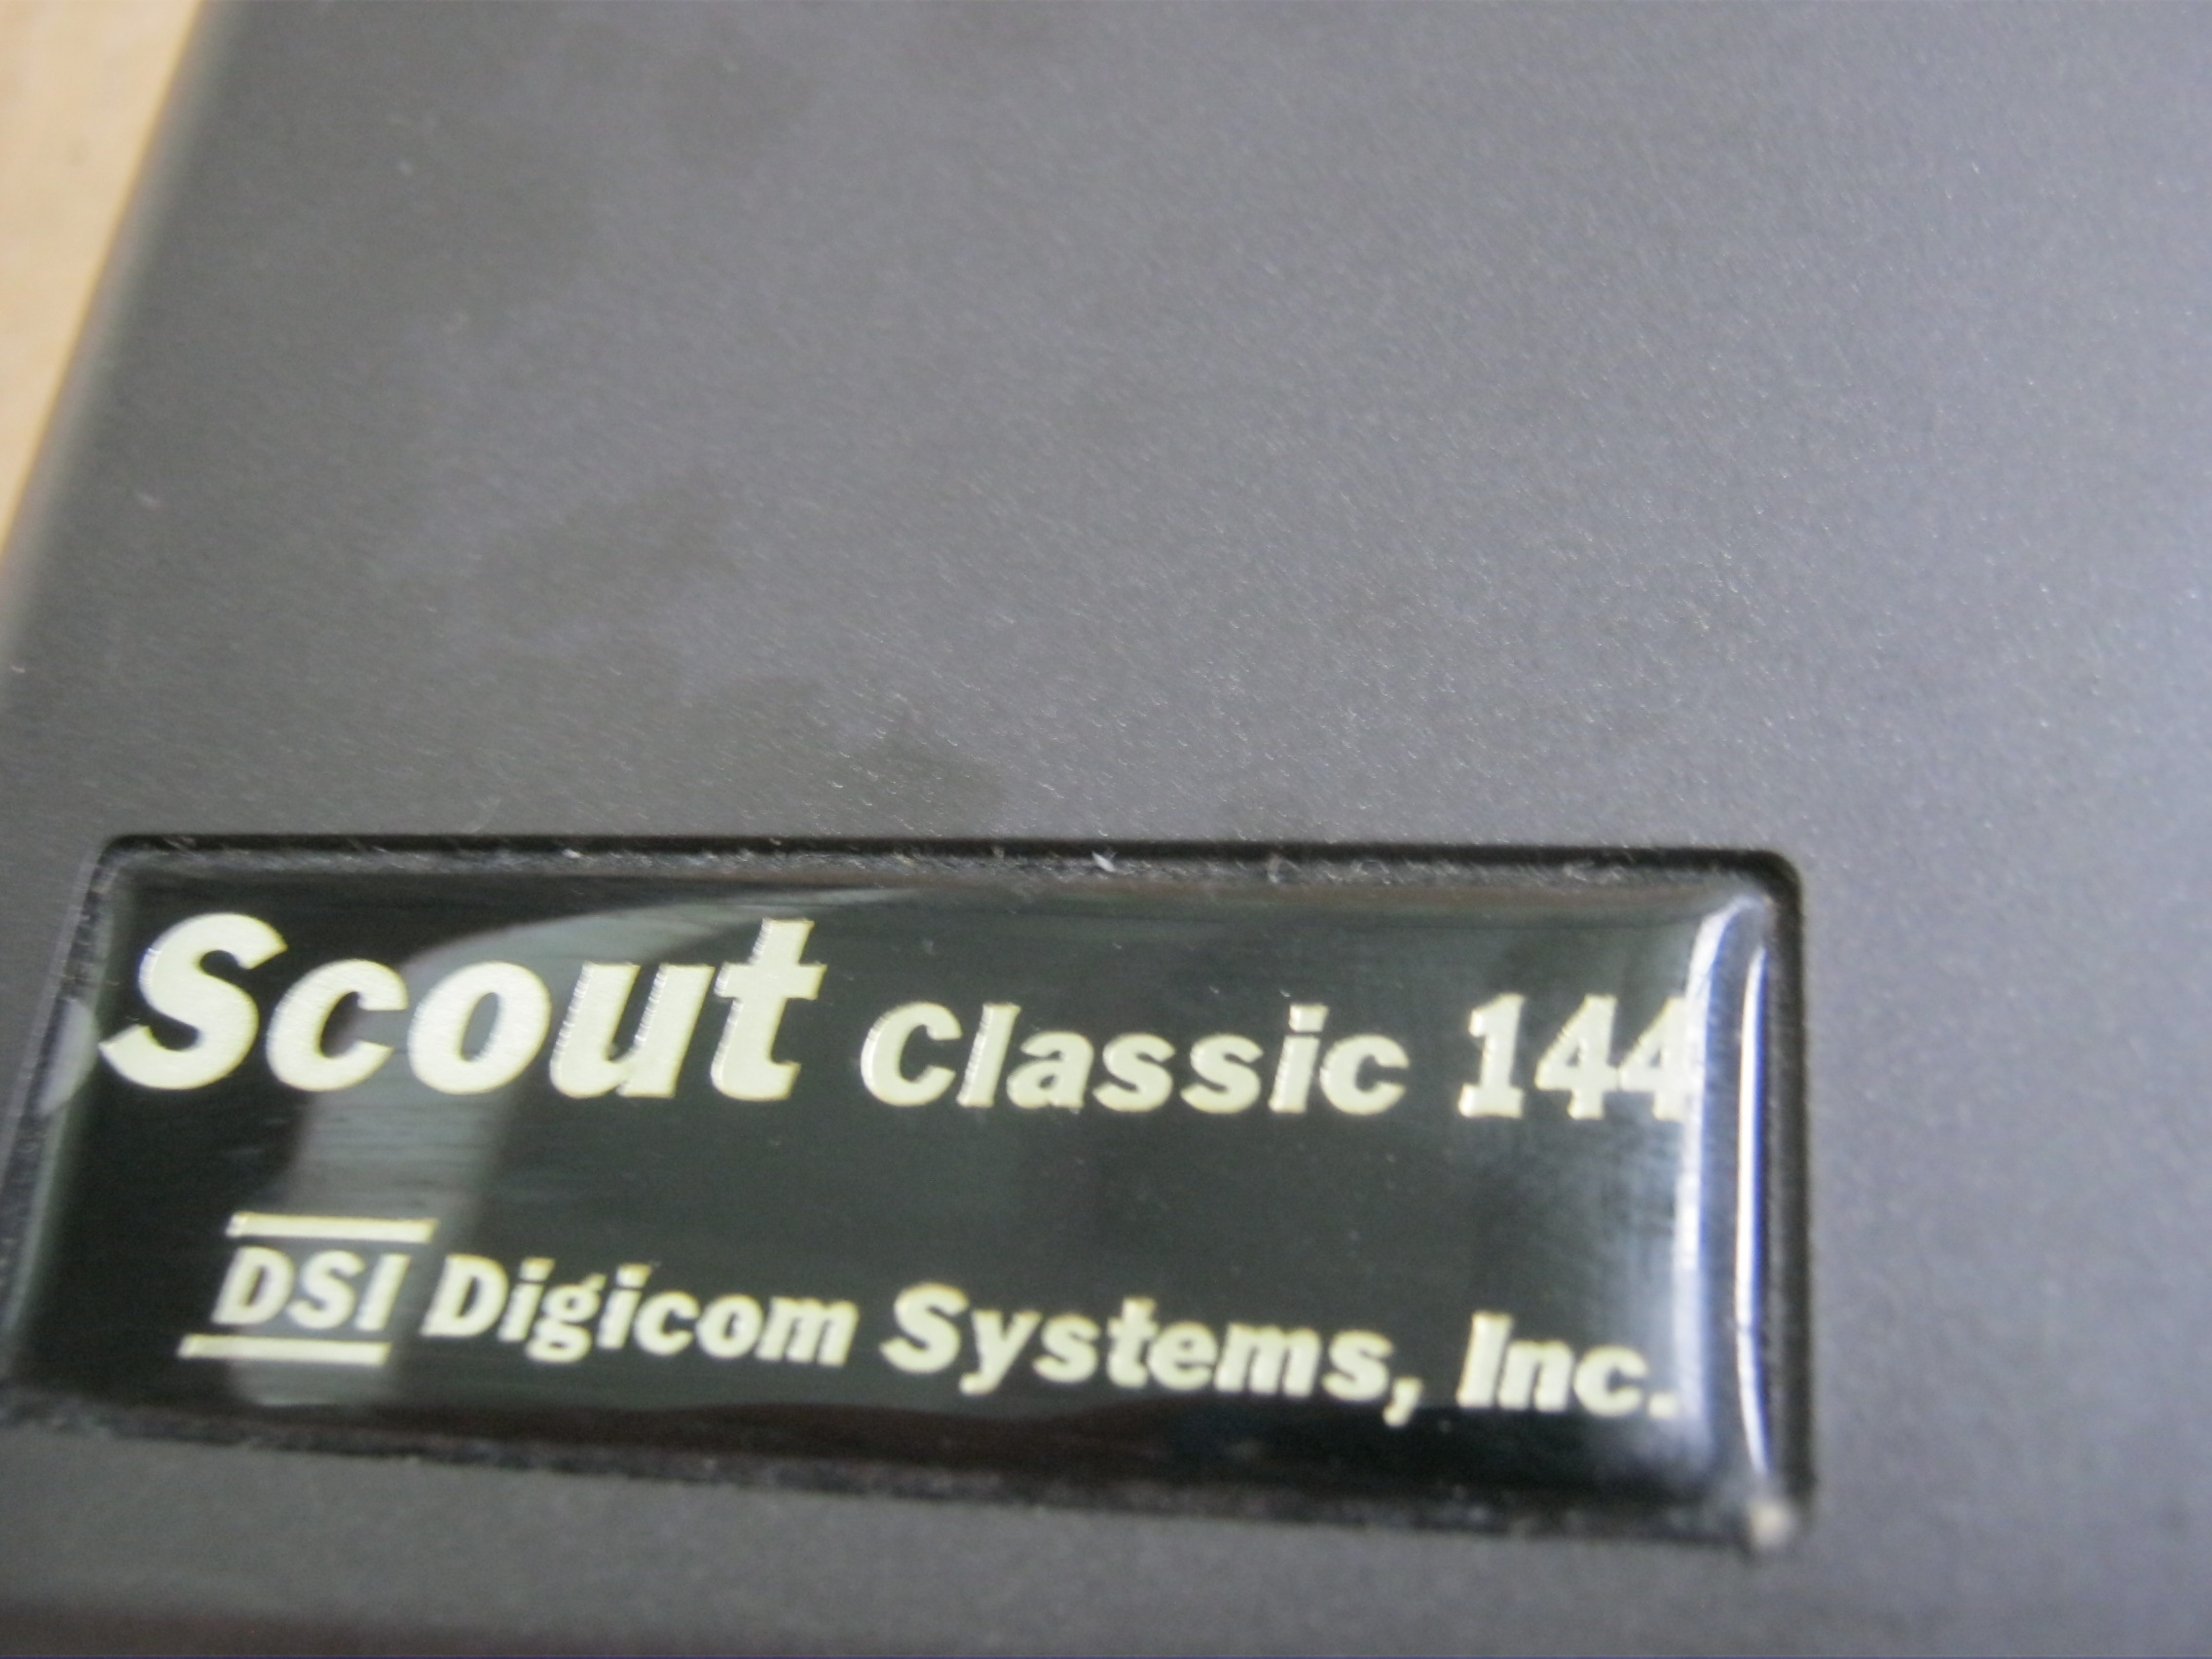 Scout Classic 144
DSI Digicom Systems, Inc.